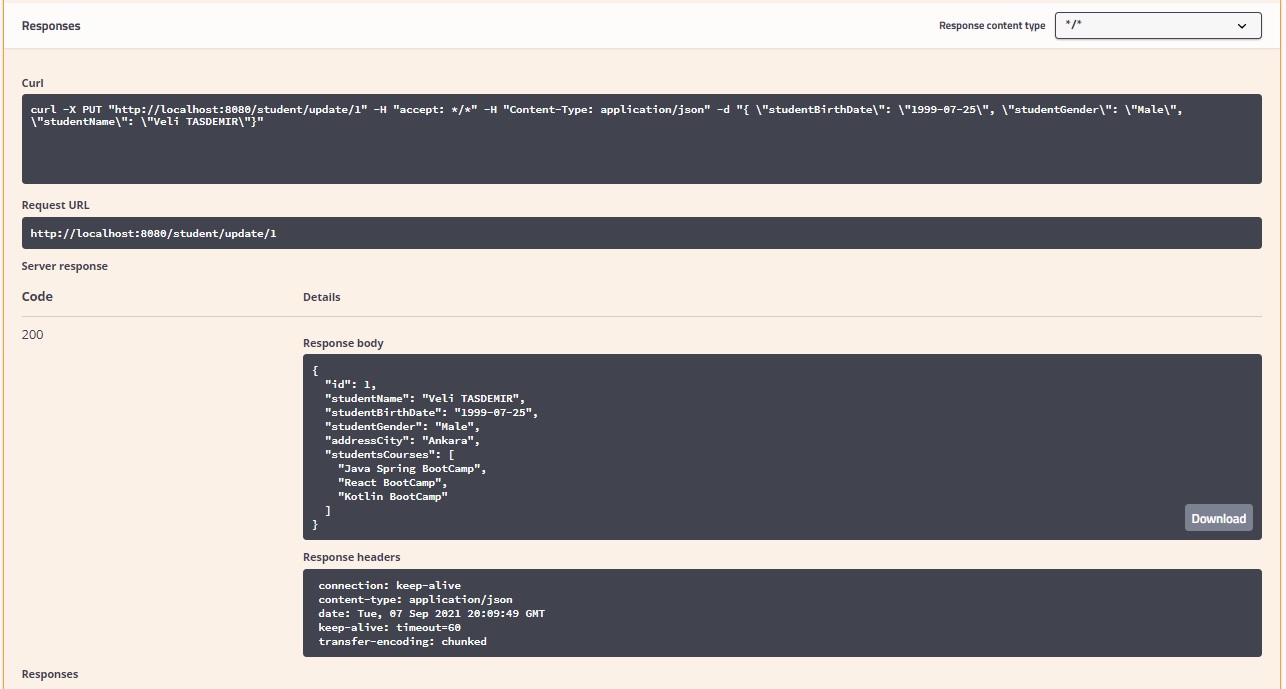 Responses
Response content type */*
Curl
curl -X PUT "http://localhost:8080/student/update/1" -H "accept: */*" -H "Content-Type: application/json" -d "{ \"studentBirthDate\": \"1999-07-25\", \"studentGender\": \"Male\",
\"studentName\": \"Veli TASDEMIR\"}"
Request URL
http://localhost:8080/student/update/1
Server response
Code Details
200
Response body
{
"id": 1,
"studentName": "Veli TASDEMIR",
"studentBirthDate": "1999-07-25",
"studentGender": "Male",
"addressCity": "Ankara",
"studentsCourses": [
"Java Spring BootCamp",
"React BootCamp",
"Kotlin BootCamp"
]
}
Download
Response headers
connection: keep-alive
content-type: application/json
date: Tue, 07 Sep 2021 20:09:49 GMT
keep-alive: timeout=60
transfer-encoding: chunked
Responses